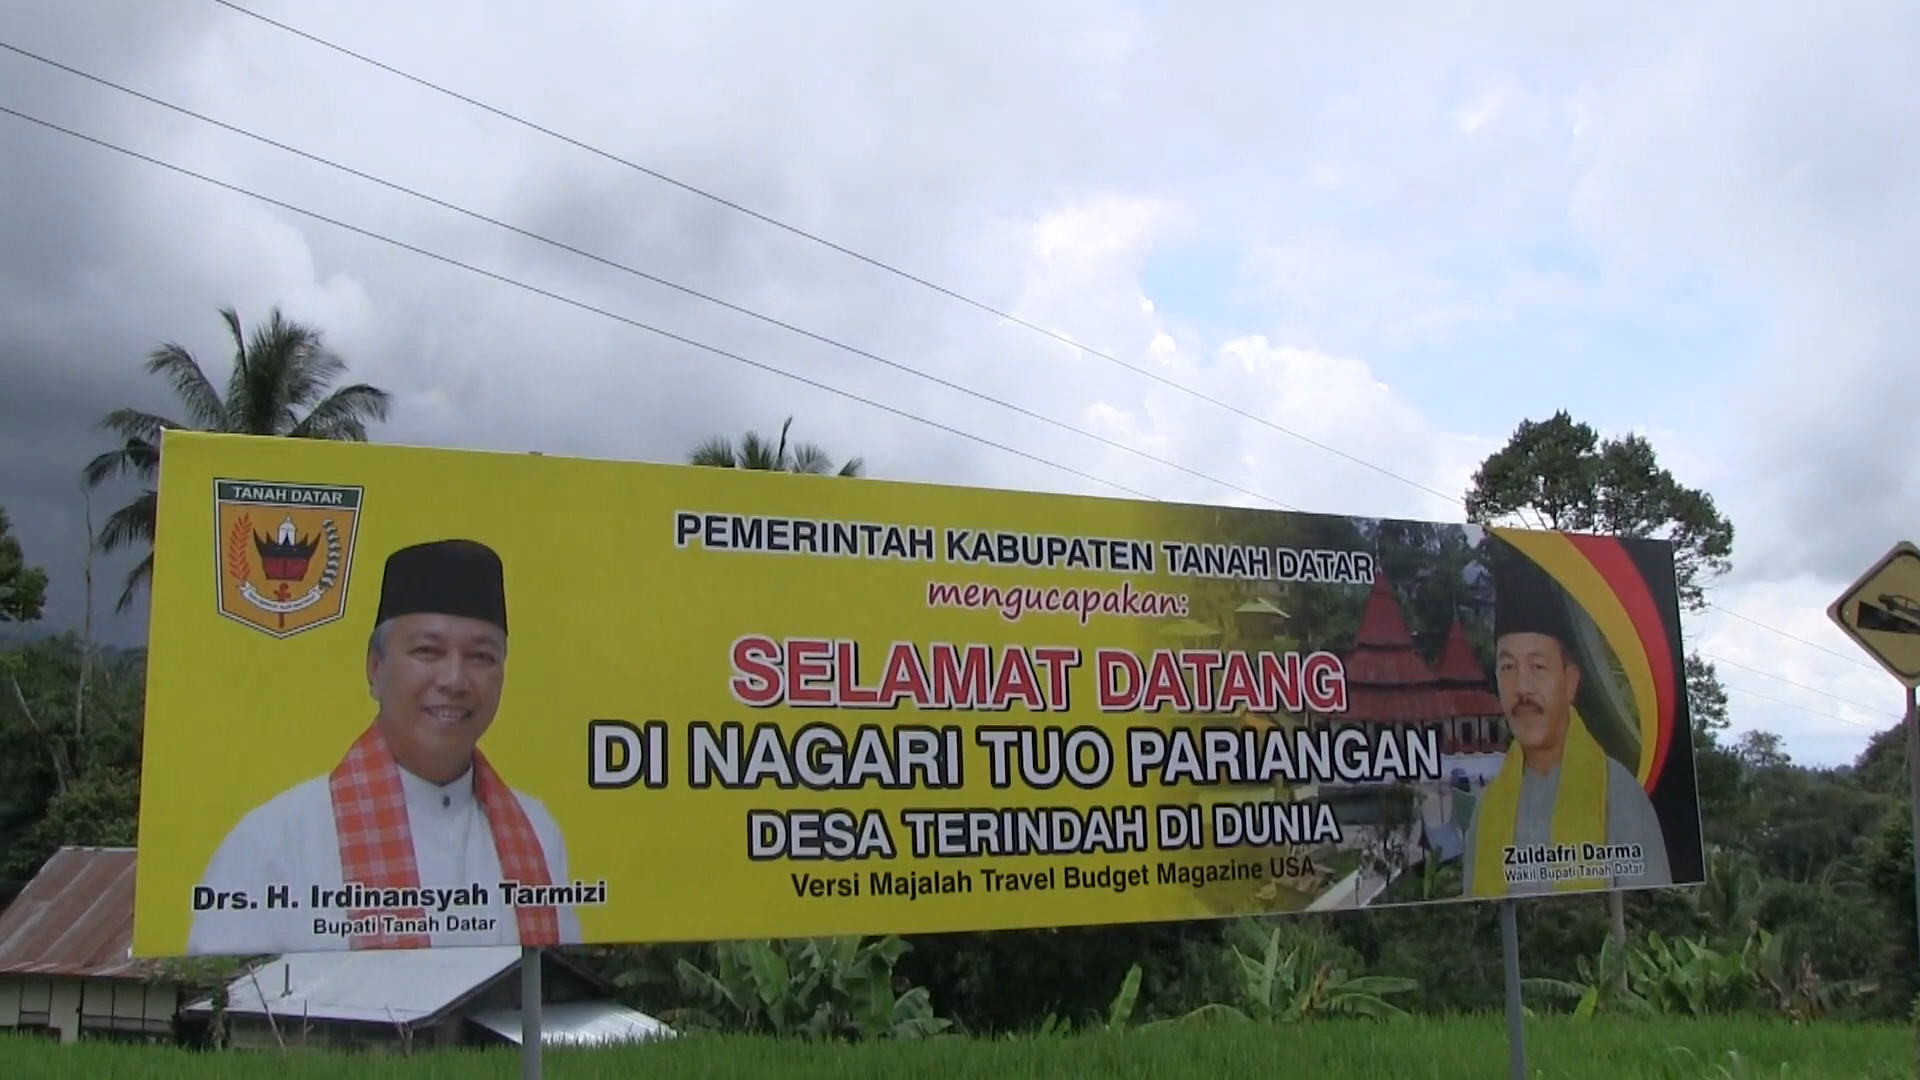 TANAH DATAR
PEMERINTAH KABUPATEN TANAH DATAR
mengucapakan:
SELAMAT DATANG
DI NAGARI TUO PARIANGAN
DESA TERINDAH DI DUNIA
Versi Majalah Travel Budget Magazine USA
Drs. H. Irdinansyah Tarmizi
Bupati Tanah Datar
Zuldafri Darma
Wakil Bupati Tanah Datar